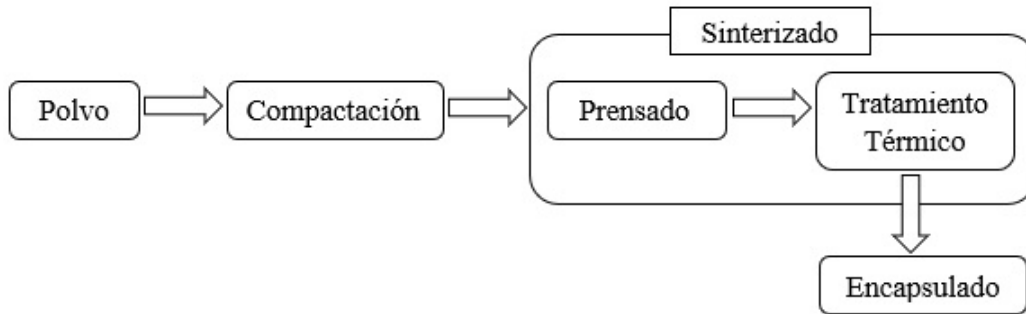 Sinterizado
Polvo
Compactación
Prensado
Tratamiento
Térmico
Encapsulado